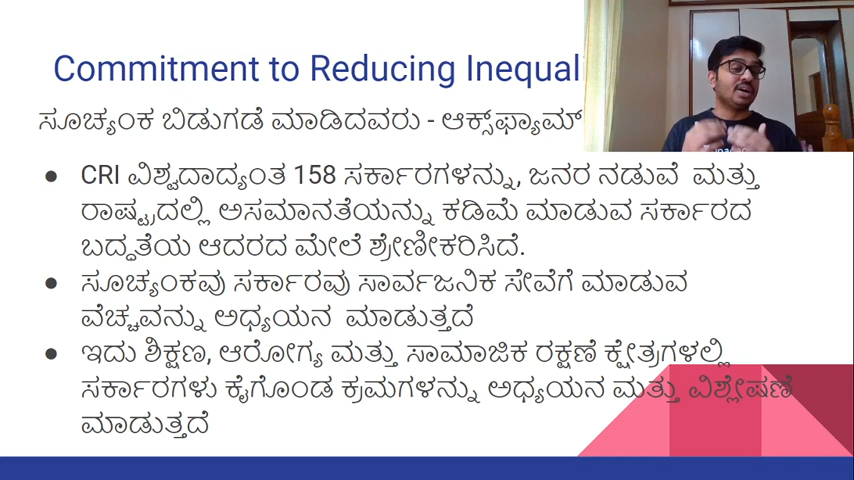 Commitment to Reducing Inequali
ಸೂಚ್ಯಂಕ ಬಿಡುಗಡೆ ಮಾಡಿದವರು - ಆಕ್ಸ್‌ಫ್ಯಾಮ್
● CRI ವಿಶ್ವದಾದ್ಯಂತ 158 ಸರ್ಕಾರಗಳನ್ನು, ಜನರ ನಡುವೆ ಮತ್ತು
ರಾಷ್ಟ್ರದಲ್ಲಿ ಅಸಮಾನತೆಯನ್ನು ಕಡಿಮೆ ಮಾಡುವ ಸರ್ಕಾರದ
ಬದ್ಧತೆಯ ಆದರದ ಮೇಲೆ ಶ್ರೇಣೀಕರಿಸಿದೆ.
● ಸೂಚ್ಯಂಕವು ಸರ್ಕಾರವು ಸಾರ್ವಜನಿಕ ಸೇವೆಗೆ ಮಾಡುವ
ವೆಚ್ಚವನ್ನು ಅಧ್ಯಯನ ಮಾಡುತ್ತದೆ
● ಇದು ಶಿಕ್ಷಣ, ಆರೋಗ್ಯ ಮತ್ತು ಸಾಮಾಜಿಕ ರಕ್ಷಣೆ ಕ್ಷೇತ್ರಗಳಲ್ಲಿ
ಸರ್ಕಾರಗಳು ಕೈಗೊಂಡ ಕ್ರಮಗಳನ್ನು ಅಧ್ಯಯನ ಮತ್ತು ವಿಶ್ಲೇಷಣೆ
ಮಾಡುತ್ತದೆ